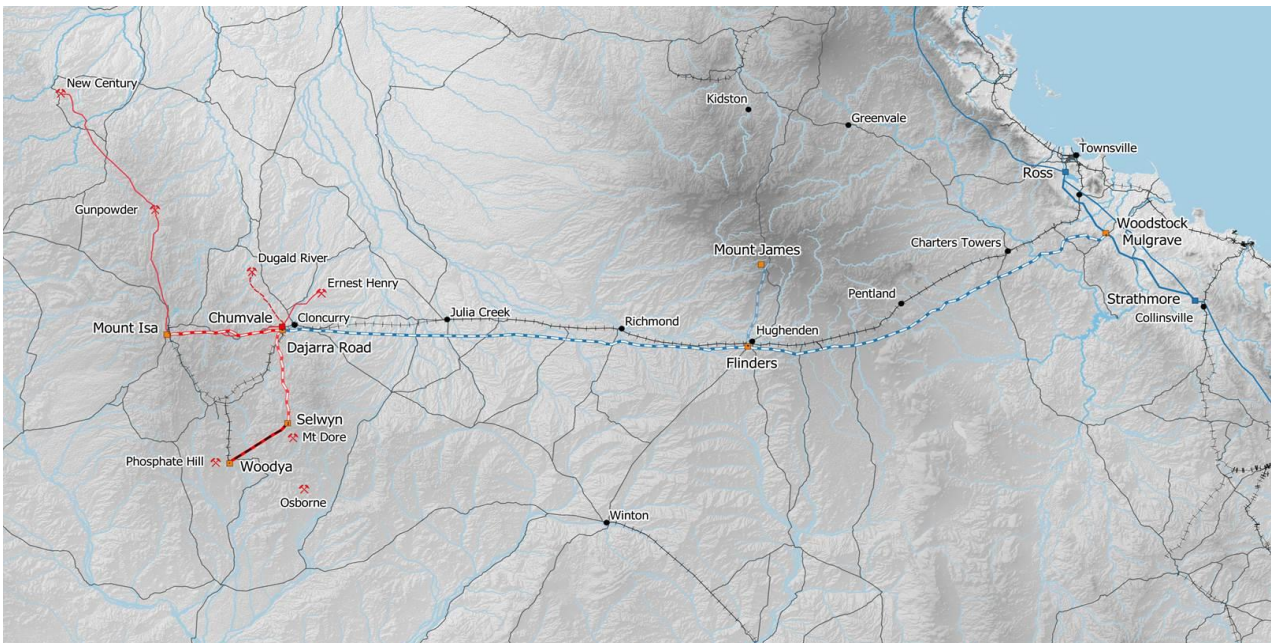 New Century
Kidston
Greenvale
Townsville
Ross
Gunpowder
Woodstock
Mulgrave
Charters Towers
Mount James
Dugald River
Ernest Henry
Pentland
Strathmore
Collinsville
Chumvale
Cloncurry
Julia Creek
Richmond
Mount Isa
Hughenden
Dajarra Road
Flinders
Selwyn
Mt Dore
Phosphate Hill
Woodya
Osborne
Winton